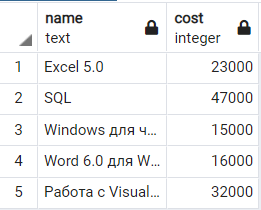 name cost
text integer
1 Excel 5.0 23000
2 SQL 47000
3 Windows для ч... 15000
4 Word 6.0 для W... 16000
5 Работа с Visual... 32000